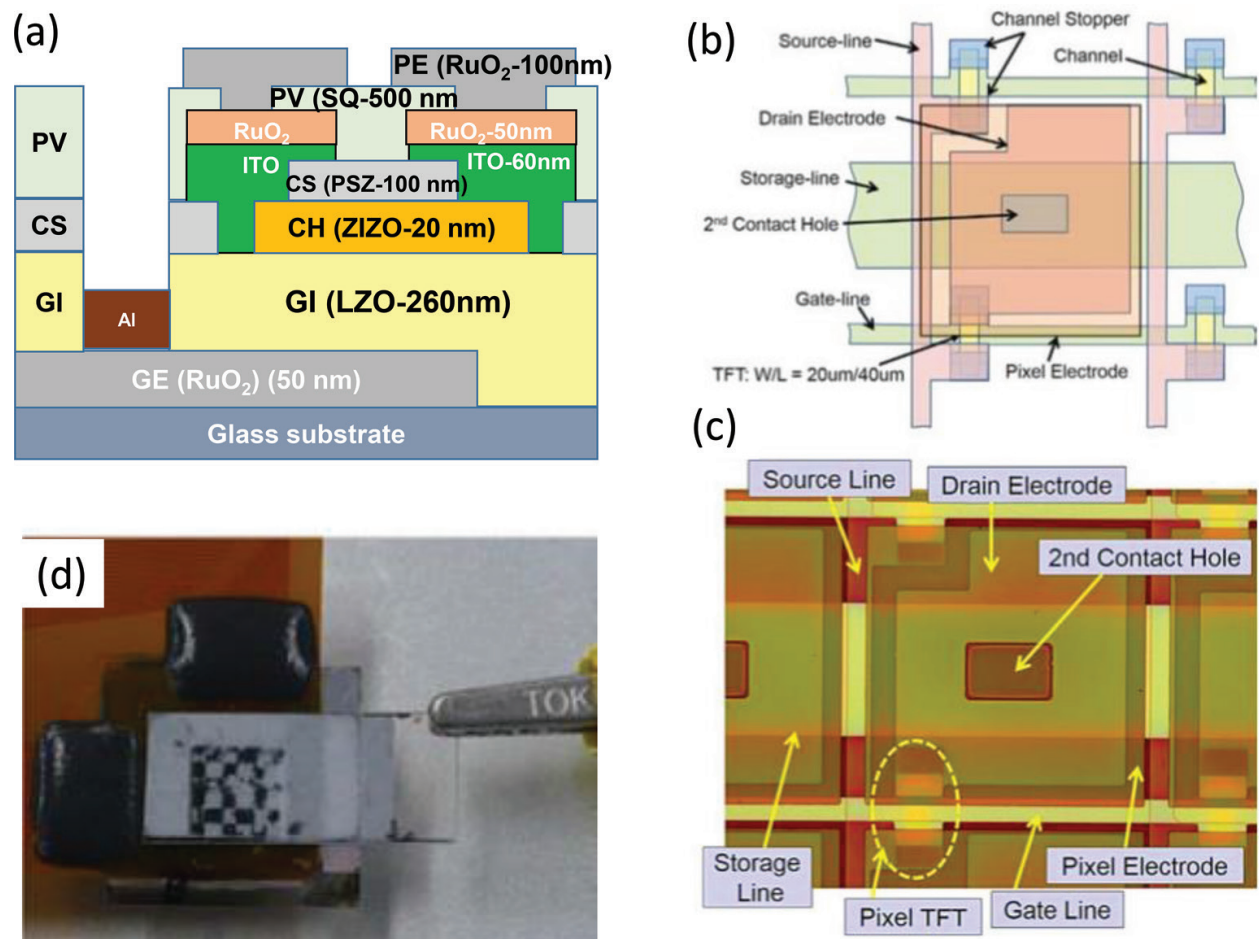 (a)
PE (RuO₂-100nm)
PV (SQ-500 nm
PV
RuO₂
RuO₂-50nm
ITO
ITO-60nm
CS (PSZ-100 nm)
CS
CH (ZIZO-20 nm)
GI
Al
GI (LZO-260nm)
GE (RuO₂) (50 nm)
Glass substrate
(b)
Channel Stopper
Source-line
Channel
Drain Electrode
Storage-line
2nd Contact Hole
Gate-line
TFT: W/L = 20um/40um
Pixel Electrode
(c)
Source Line
Drain Electrode
2nd Contact Hole
Storage
Line
Pixel TFT
Gate Line
Pixel Electrode
(d)
TOK